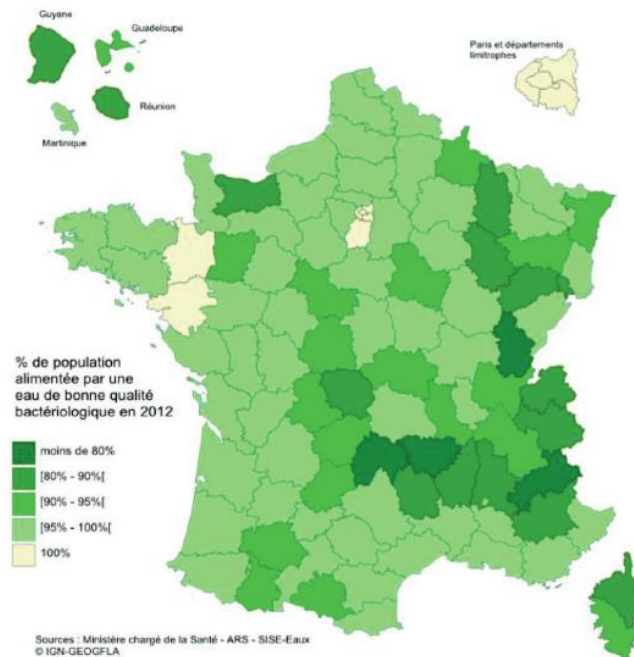 Guyane
Guadeloupe
Paris et départements
limitrophes
Réunion
Martinique
% de population
alimentée par une
eau de bonne qualité
bactériologique en 2012
moins de 80%
[80% - 90%[
[90% - 95%[
[95% - 100%[
100%
Sources : Ministère chargé de la Santé - ARS - SISE-Eaux
© IGN-GEOGFLA